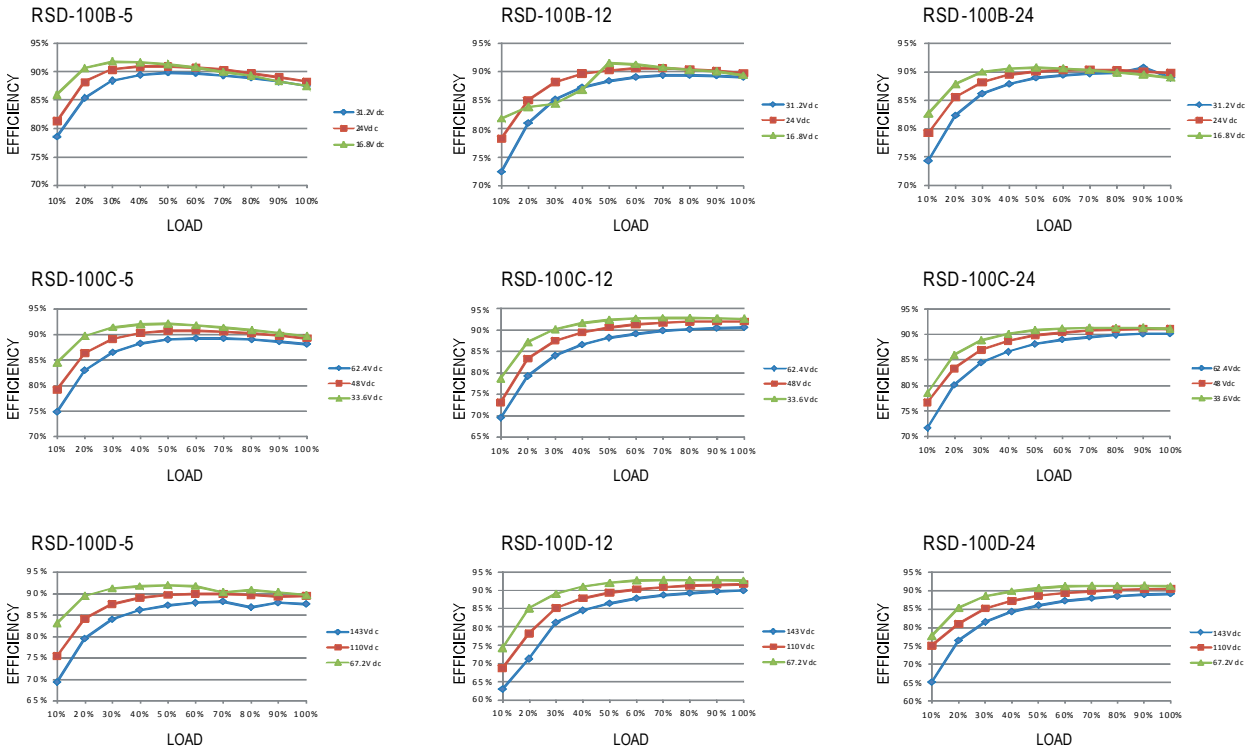 RSD-100B-5
95%
90%
85%
80%
75%
70%
EFFICIENCY
10% 20% 30% 40% 50% 60% 70% 80% 90% 100%
LOAD
31.2Vdc
24Vdc
16.8Vdc
RSD-100B-12
95%
90%
85%
80%
75%
70%
EFFICIENCY
10% 20% 30% 40% 50% 60% 70% 80% 90% 100%
LOAD
31.2Vdc
24Vdc
16.8Vdc
RSD-100B-24
95%
90%
85%
80%
75%
70%
EFFICIENCY
10% 20% 30% 40% 50% 60% 70% 80% 90% 100%
LOAD
31.2Vdc
24Vdc
16.8Vdc
RSD-100C-5
95%
90%
85%
80%
75%
70%
EFFICIENCY
10% 20% 30% 40% 50% 60% 70% 80% 90% 100%
LOAD
62.4Vdc
48Vdc
33.6Vdc
RSD-100C-12
95%
90%
85%
80%
75%
70%
65%
EFFICIENCY
10% 20% 30% 40% 50% 60% 70% 80% 90% 100%
LOAD
62.4Vdc
48Vdc
33.6Vdc
RSD-100C-24
95%
90%
85%
80%
75%
70%
EFFICIENCY
10% 20% 30% 40% 50% 60% 70% 80% 90% 100%
LOAD
62.4Vdc
48Vdc
33.6Vdc
RSD-100D-5
95%
90%
85%
80%
75%
70%
65%
EFFICIENCY
10% 20% 30% 40% 50% 60% 70% 80% 90% 100%
LOAD
143Vdc
110Vdc
67.2Vdc
RSD-100D-12
95%
90%
85%
80%
75%
70%
65%
60%
EFFICIENCY
10% 20% 30% 40% 50% 60% 70% 80% 90% 100%
LOAD
143Vdc
110Vdc
67.2Vdc
RSD-100D-24
95%
90%
85%
80%
75%
70%
65%
60%
EFFICIENCY
10% 20% 30% 40% 50% 60% 70% 80% 90% 100%
LOAD
143Vdc
110Vdc
67.2Vdc